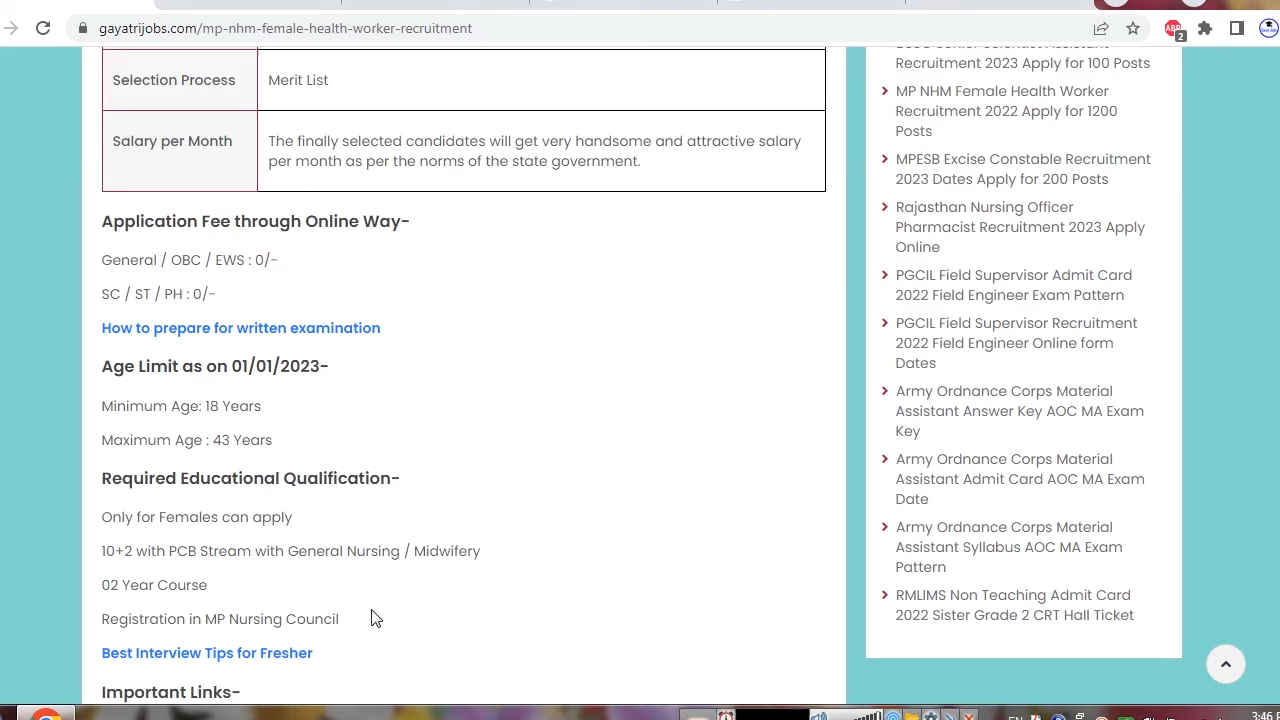 gayatrijobs.com/mp-nhm-female-health-worker-recruitment
ABP
2
Selection Process
Merit List
Salary per Month
The finally selected candidates will get very handsome and attractive salary
per month as per the norms of the state government.
Application Fee through Online Way-
General / OBC / EWS : 0/-
SC / ST / PH : 0/-
How to prepare for written examination
Age Limit as on 01/01/2023-
Minimum Age: 18 Years
Maximum Age : 43 Years
Required Educational Qualification-
Only for Females can apply
10+2 with PCB Stream with General Nursing / Midwifery
02 Year Course
Registration in MP Nursing Council
Best Interview Tips for Fresher
Important Links-
Recruitment 2023 Apply for 100 Posts
MP NHM Female Health Worker
Recruitment 2022 Apply for 1200
Posts
MPESB Excise Constable Recruitment
2023 Dates Apply for 200 Posts
Rajasthan Nursing Officer
Pharmacist Recruitment 2023 Apply
Online
PGCIL Field Supervisor Admit Card
2022 Field Engineer Exam Pattern
PGCIL Field Supervisor Recruitment
2022 Field Engineer Online form
Dates
Army Ordnance Corps Material
Assistant Answer Key AOC MA Exam
Key
Army Ordnance Corps Material
Assistant Admit Card AOC MA Exam
Date
Army Ordnance Corps Material
Assistant Syllabus AOC MA Exam
Pattern
RMLIMS Non Teaching Admit Card
2022 Sister Grade 2 CRT Hall Ticket
EN
3:46